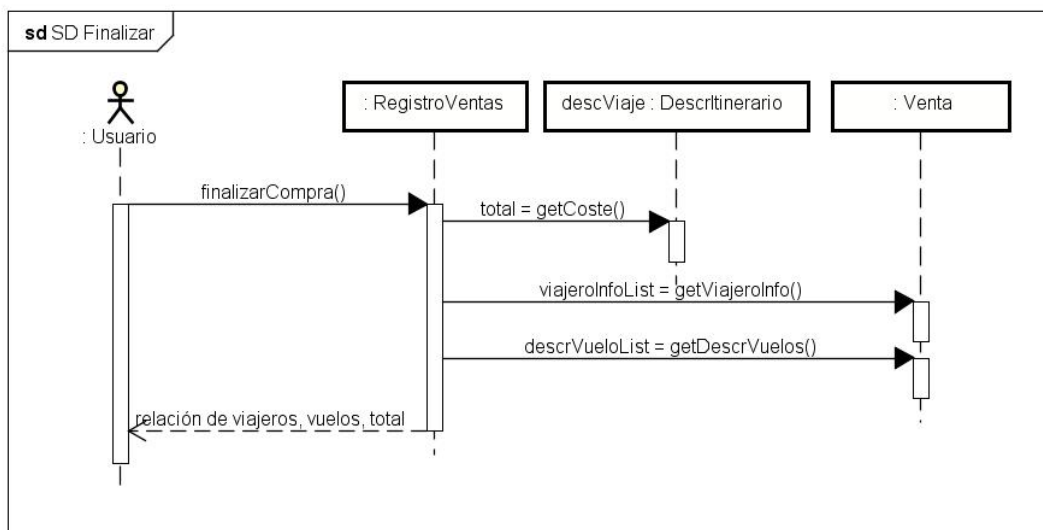 sd SD Finalizar
: Usuario
: RegistroVentas
descViaje : DescrItinerario
: Venta
finalizarCompra()
total = getCoste()
viajeroInfoList = getViajeroInfo()
descrVueloList = getDescrVuelos()
relación de viajeros, vuelos, total